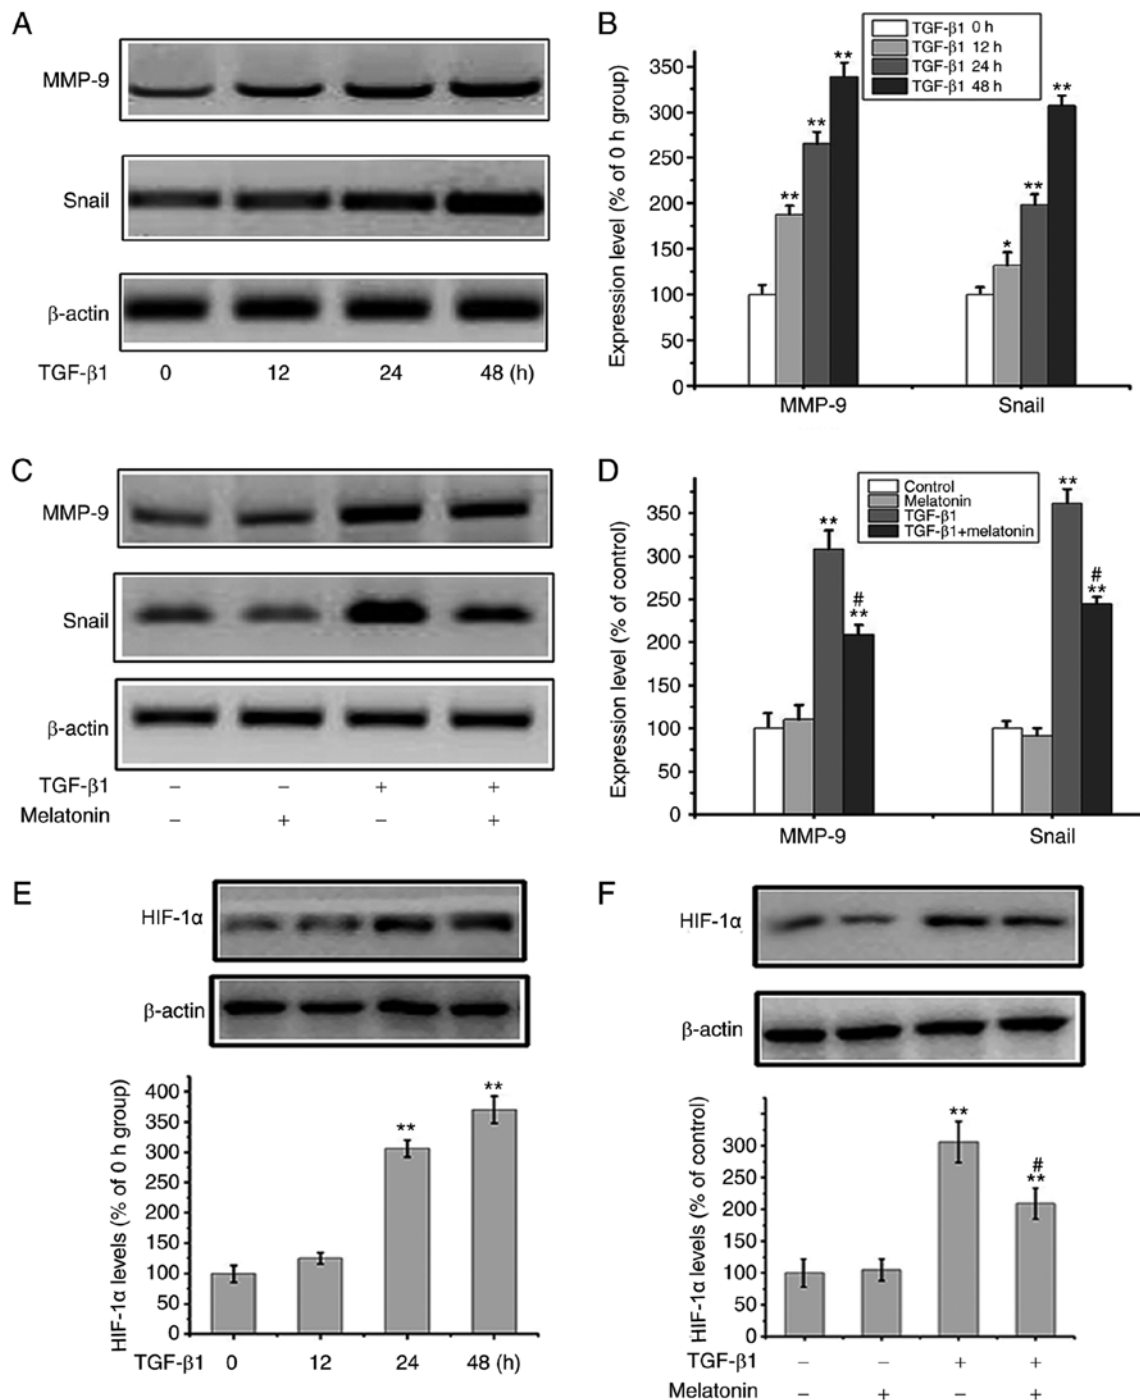 A
MMP-9
Snail
β-actin
TGF-β1 0 12 24 48 (h)
B
TGF-β1 0 h
TGF-β1 12 h
TGF-β1 24 h
TGF-β1 48 h
Expression level (% of 0 h group)
350
300
250
200
150
100
50
0
** ** ** * ** **
MMP-9 Snail
C
MMP-9
Snail
β-actin
TGF-β1 – – + +
Melatonin – + – +
D
Control
Melatonin
TGF-β1
TGF-β1+melatonin
Expression level (% of control)
350
300
250
200
150
100
50
0
** # ** ** # **
MMP-9 Snail
E
HIF-1α
β-actin
HIF-1α levels (% of 0 h group)
400
350
300
250
200
150
100
50
0
** **
TGF-β1 0 12 24 48 (h)
F
HIF-1α
β-actin
HIF-1α levels (% of control)
300
250
200
150
100
50
0
** # **
TGF-β1 – – + +
Melatonin – + – +